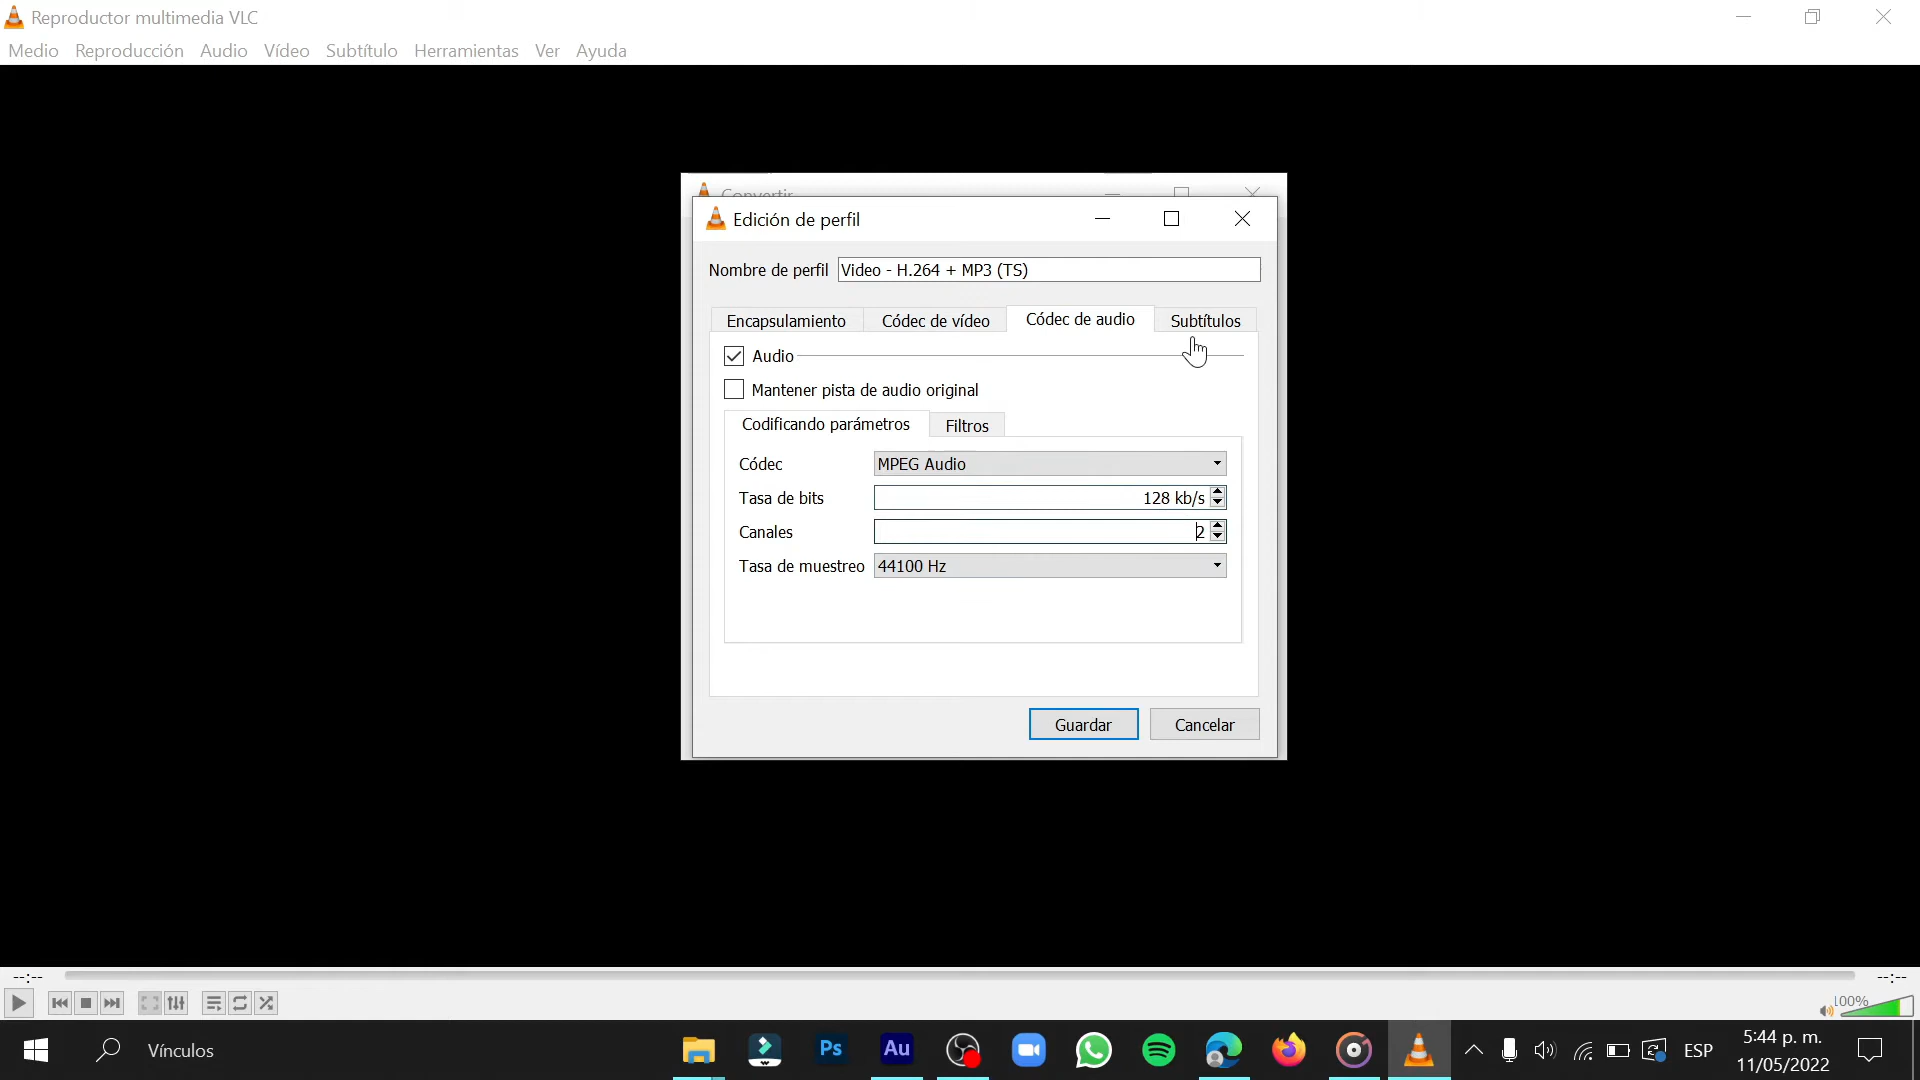 Reproductor multimedia VLC
Medio Reproducción Audio Vídeo Subtítulo Herramientas Ver Ayuda
Convertir
Edición de perfil
Nombre de perfil Video - H.264 + MP3 (TS)
Encapsulamiento Códec de vídeo Códec de audio Subtítulos
Audio
Mantener pista de audio original
Codificando parámetros Filtros
Códec MPEG Audio
Tasa de bits 128 kb/s
Canales 2
Tasa de muestreo 44100 Hz
Guardar Cancelar
--:-- --:--
100%
Vínculos Ps Au ESP 5:44 p. m.
11/05/2022